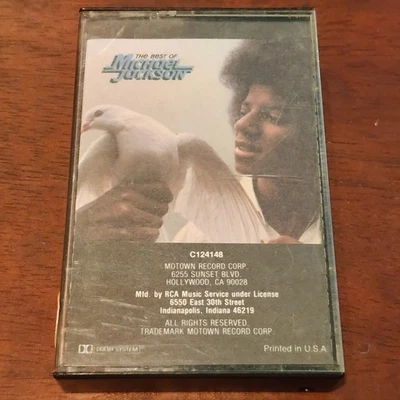 THE BEST OF
Michael
Jackson
C124148
MOTOWN RECORD CORP.
6255 SUNSET BLVD.
HOLLYWOOD, CA 90028
Mfd. by RCA Music Service under License
6550 East 30th Street
Indianapolis, Indiana 46219
ALL RIGHTS RESERVED.
TRADEMARK MOTOWN RECORD CORP.
DOLBY SYSTEM
Printed in U.S.A.